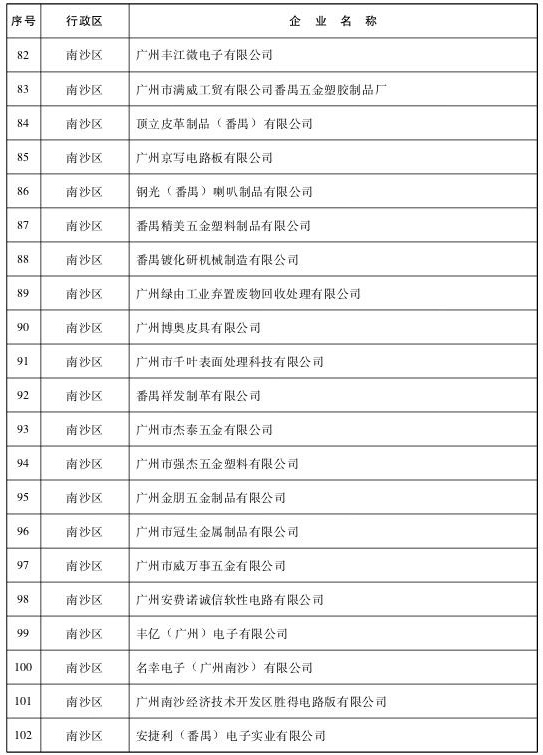 序号 行政区 企 业 名 称
82 南沙区 广州丰江微电子有限公司
83 南沙区 广州市满威工贸有限公司番禺五金塑胶制品厂
84 南沙区 顶立皮革制品（番禺）有限公司
85 南沙区 广州京写电路板有限公司
86 南沙区 钢光（番禺）喇叭制品有限公司
87 南沙区 番禺精美五金塑料制品有限公司
88 南沙区 番禺镀化研机械制造有限公司
89 南沙区 广州绿由工业弃置废物回收处理有限公司
90 南沙区 广州博奥皮具有限公司
91 南沙区 广州市千叶表面处理科技有限公司
92 南沙区 番禺祥发制革有限公司
93 南沙区 广州市杰泰五金有限公司
94 南沙区 广州市强杰五金塑料有限公司
95 南沙区 广州金朋五金制品有限公司
96 南沙区 广州市冠生金属制品有限公司
97 南沙区 广州市威万事五金有限公司
98 南沙区 广州安费诺诚信软性电路有限公司
99 南沙区 丰亿（广州）电子有限公司
100 南沙区 名幸电子（广州南沙）有限公司
101 南沙区 广州南沙经济技术开发区胜得电路版有限公司
102 南沙区 安捷利（番禺）电子实业有限公司